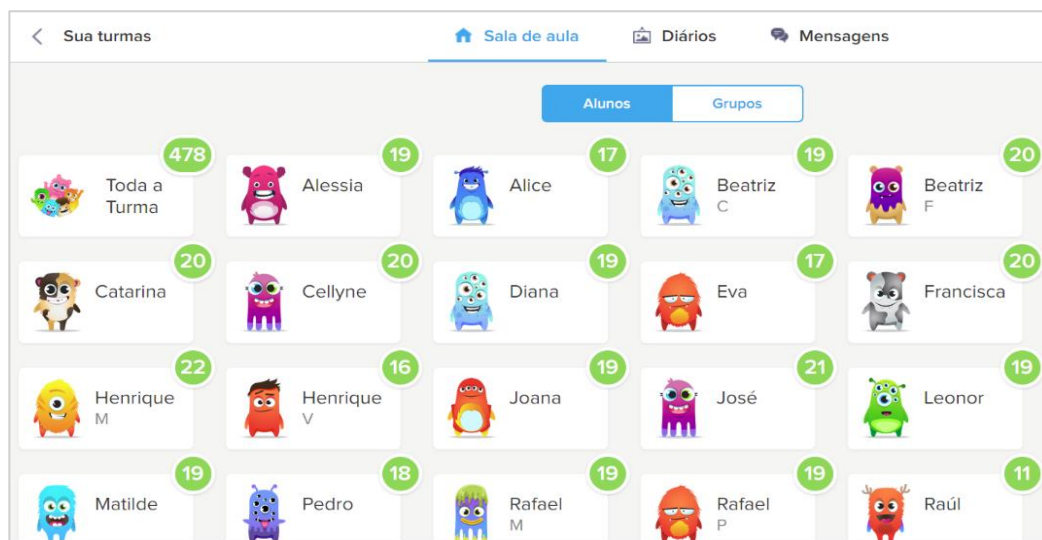 Sua turmas
Sala de aula
Diários
Mensagens
Alunos
Grupos
478
Toda a
Turma
19
Alessia
17
Alice
19
Beatriz
C
20
Beatriz
F
20
Catarina
20
Cellyne
19
Diana
17
Eva
20
Francisca
22
Henrique
M
16
Henrique
V
19
Joana
21
José
19
Leonor
19
Matilde
18
Pedro
19
Rafael
M
19
Rafael
P
11
Raúl